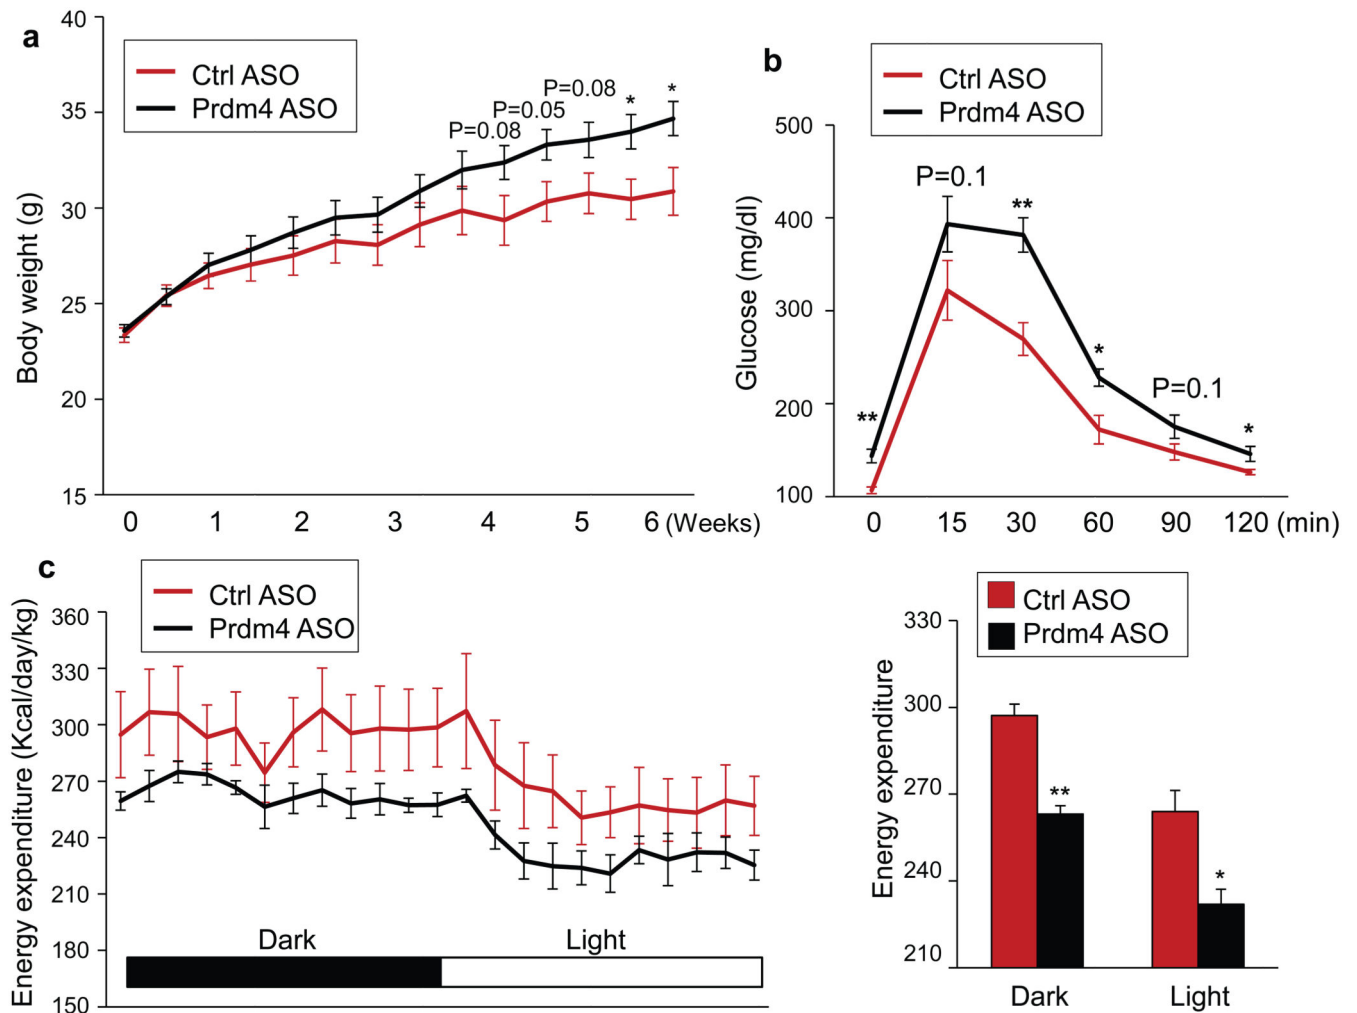 a
Ctrl ASO
Prdm4 ASO
Body weight (g)
40
35
30
25
20
15
P=0.08
P=0.05
P=0.08
*
*
0 1 2 3 4 5 6 (Weeks)
b
Ctrl ASO
Prdm4 ASO
Glucose (mg/dl)
500
400
300
200
100
**
P=0.1
**
*
P=0.1
*
0 15 30 60 90 120 (min)
c
Ctrl ASO
Prdm4 ASO
Energy expenditure (Kcal/day/kg)
360
330
300
270
240
210
180
150
Dark Light
Ctrl ASO
Prdm4 ASO
Energy expenditure
330
300
270
240
210
**
*
Dark Light